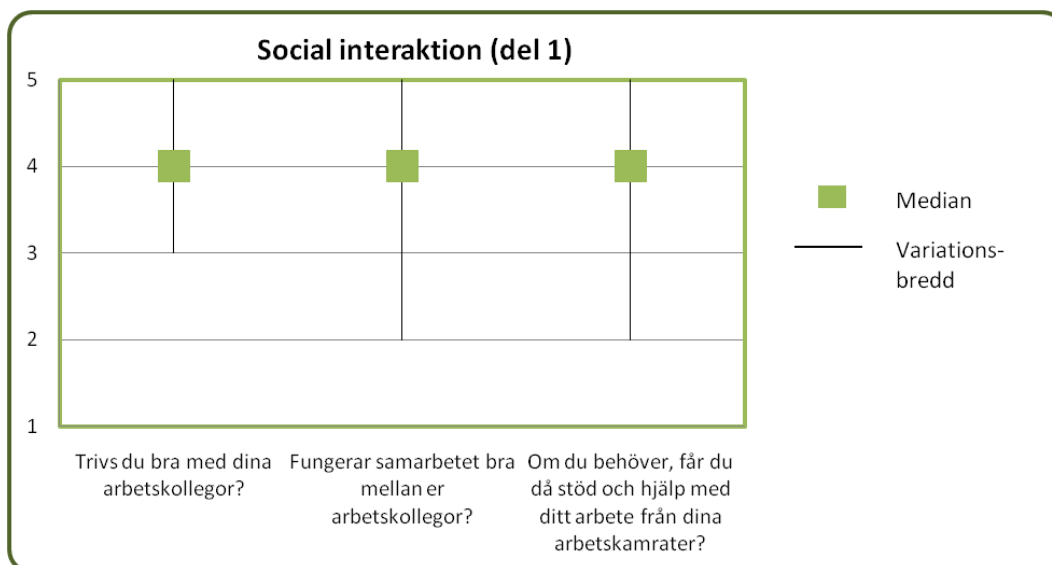 Social interaktion (del 1)
5
4
3
2
1
Trivs du bra med dina
arbetskollegor?
Fungerar samarbetet bra
mellan er
arbetskollegor?
Om du behöver, får du
då stöd och hjälp med
ditt arbete från dina
arbetskamrater?
Median
Variations-
bredd